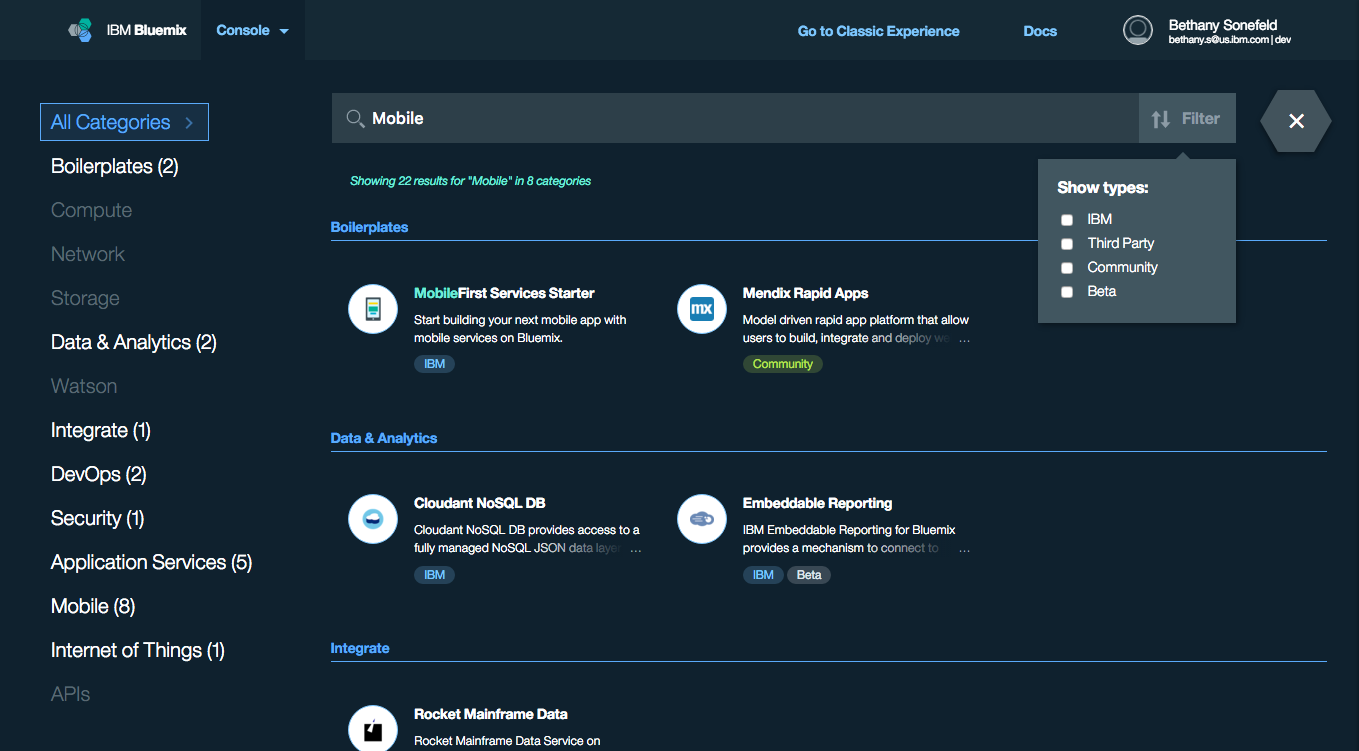 IBM Bluemix
Console
Go to Classic Experience
Docs
Bethany Sonefeld
bethany.s@us.ibm.com | dev
All Categories
Boilerplates (2)
Compute
Network
Storage
Data & Analytics (2)
Watson
Integrate (1)
DevOps (2)
Security (1)
Application Services (5)
Mobile (8)
Internet of Things (1)
APIs
Mobile
Filter
Show types:
IBM
Third Party
Community
Beta
Showing 22 results for "Mobile" in 8 categories
Boilerplates
MobileFirst Services Starter
Start building your next mobile app with
mobile services on Bluemix.
IBM
mx
Mendix Rapid Apps
Model driven rapid app platform that allow
users to build, integrate and deploy we ...
Community
Data & Analytics
Cloudant NoSQL DB
Cloudant NoSQL DB provides access to a
fully managed NoSQL JSON data layer ...
IBM
Embeddable Reporting
IBM Embeddable Reporting for Bluemix
provides a mechanism to connect to ...
IBM
Beta
Integrate
Rocket Mainframe Data
Rocket Mainframe Data Service on